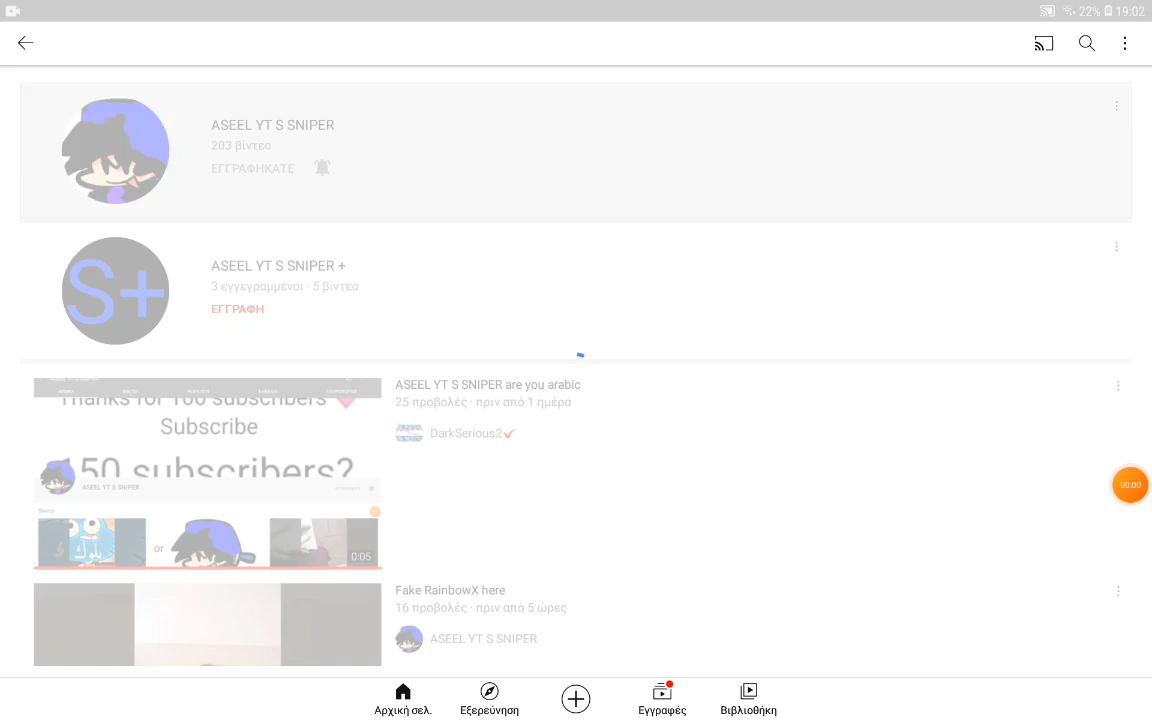 22% 19:02
ASEEL YT S SNIPER
203 βίντεο
ΕΓΓΡΑΦΗΚΑΤΕ
S+
ASEEL YT S SNIPER +
3 εγγεγραμμένοι · 5 βίντεο
ΕΓΓΡΑΦΗ
Thanks for 100 subscribers
Subscribe
50 subscribers?
ASEEL YT S SNIPER
Shorts
بلوك
or
0:05
ASEEL YT S SNIPER are you arabic
25 προβολές · πριν από 1 ημέρα
DarkSerious2
00:00
Fake RainbowX here
16 προβολές · πριν από 5 ώρες
ASEEL YT S SNIPER
Αρχική σελ.
Εξερεύνηση
Εγγραφές
Βιβλιοθήκη